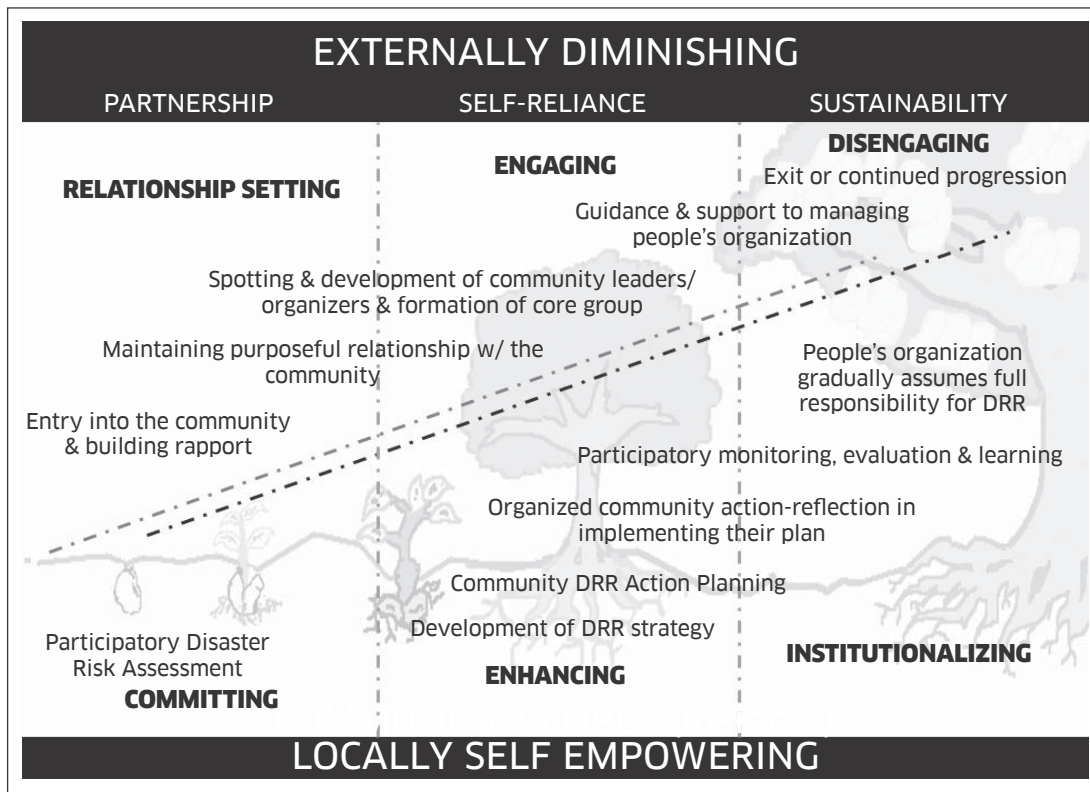 EXTERNALLY DIMINISHING
PARTNERSHIP
SELF-RELIANCE
SUSTAINABILITY
RELATIONSHIP SETTING
ENGAGING
DISENGAGING
Exit or continued progression
Guidance & support to managing
people's organization
Spotting & development of community leaders/
organizers & formation of core group
Maintaining purposeful relationship w/ the
community
Entry into the community
& building rapport
People's organization
gradually assumes full
responsibility for DRR
Participatory monitoring, evaluation & learning
Organized community action-reflection in
implementing their plan
Community DRR Action Planning
Development of DRR strategy
Participatory Disaster
Risk Assessment
COMMITTING
ENHANCING
INSTITUTIONALIZING
COMMUNITY PEOPLE (Insiders)
LOCALLY SELF EMPOWERING